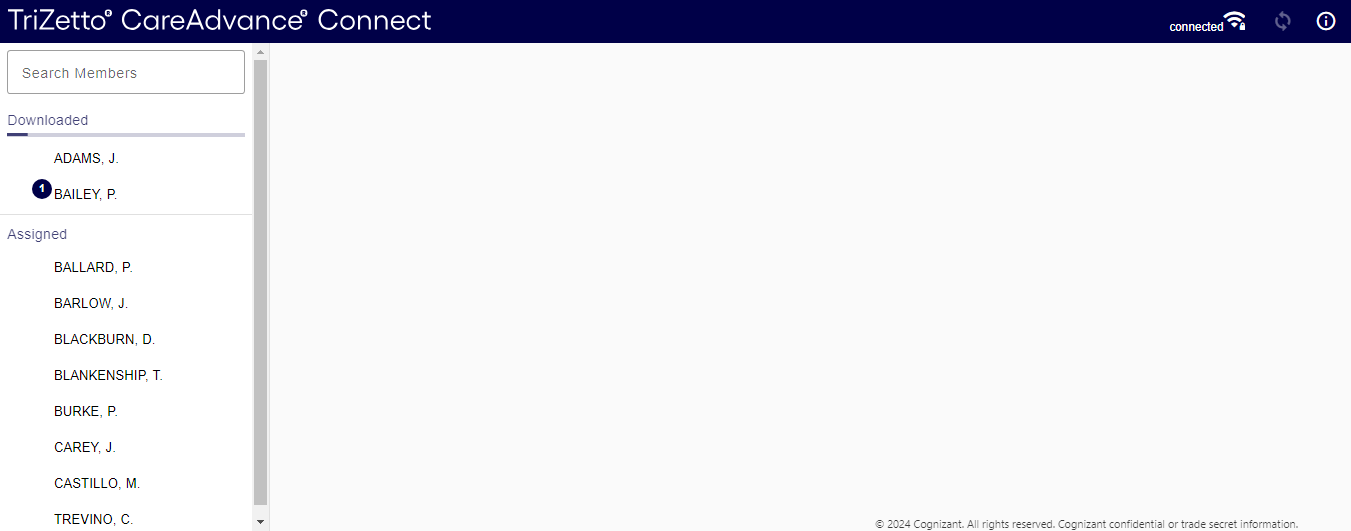 TriZetto® CareAdvance® Connect
connected
Search Members
Downloaded
ADAMS, J.
1 BAILEY, P.
Assigned
BALLARD, P.
BARLOW, J.
BLACKBURN, D.
BLANKENSHIP, T.
BURKE, P.
CAREY, J.
CASTILLO, M.
TREVINO, C.
© 2024 Cognizant. All rights reserved. Cognizant confidential or trade secret information.